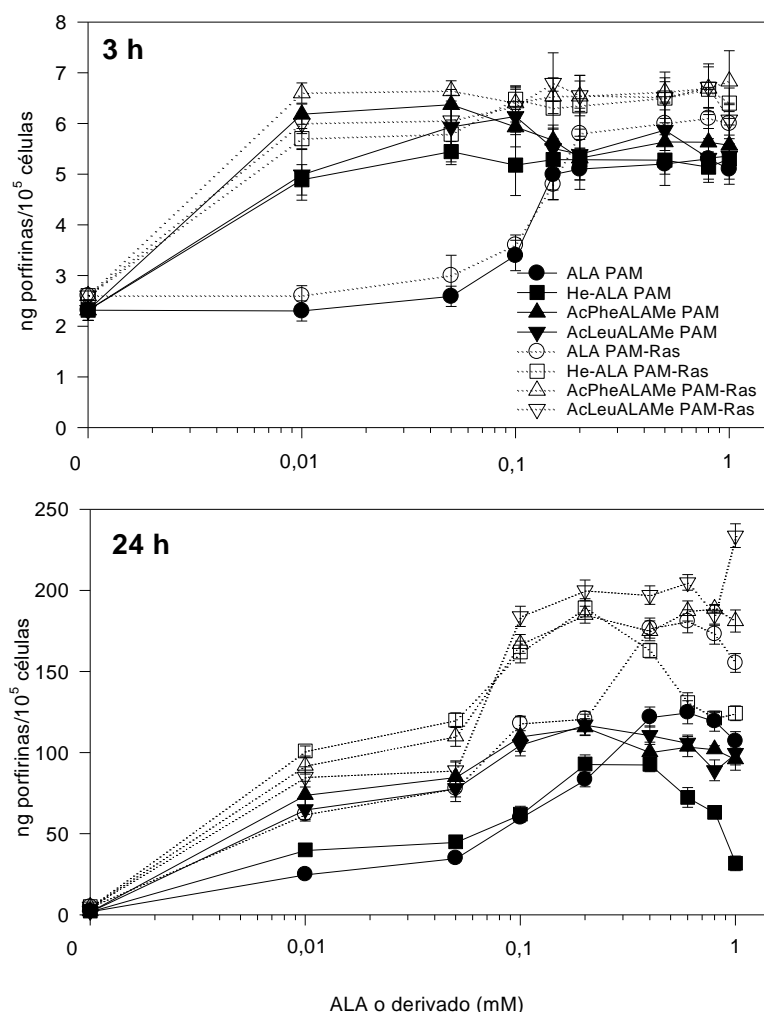 3 h
ng porfirinas/10⁵ células
8
7
6
5
4
3
2
1
0
ALA PAM
He-ALA PAM
AcPheALAMe PAM
AcLeuALAMe PAM
ALA PAM-Ras
He-ALA PAM-Ras
AcPheALAMe PAM-Ras
AcLeuALAMe PAM-Ras
0 0,01 0,1 1
24 h
ng porfirinas/10⁵ células
250
200
150
100
50
0
0 0,01 0,1 1
ALA o derivado (mM)